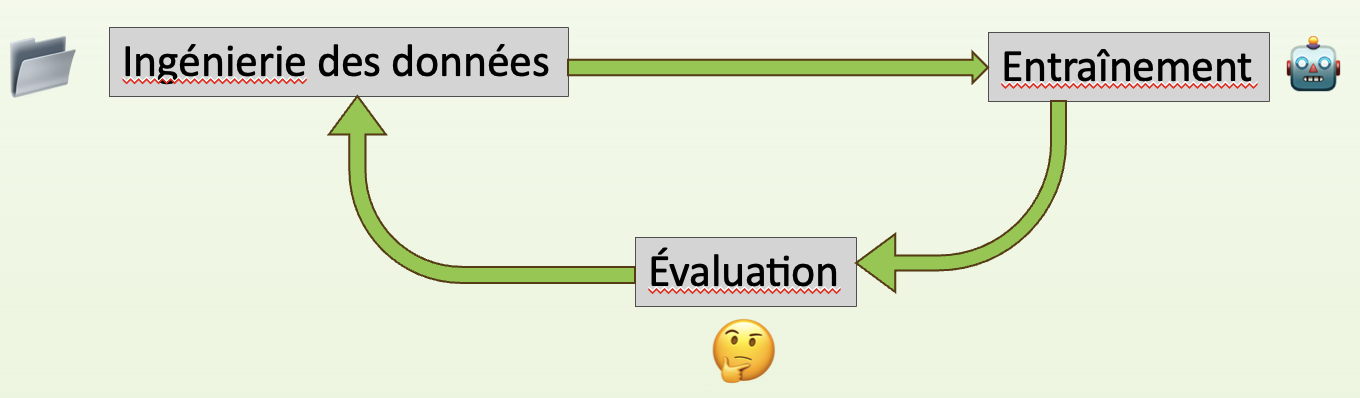 Ingénierie des données
Entraînement
Évaluation